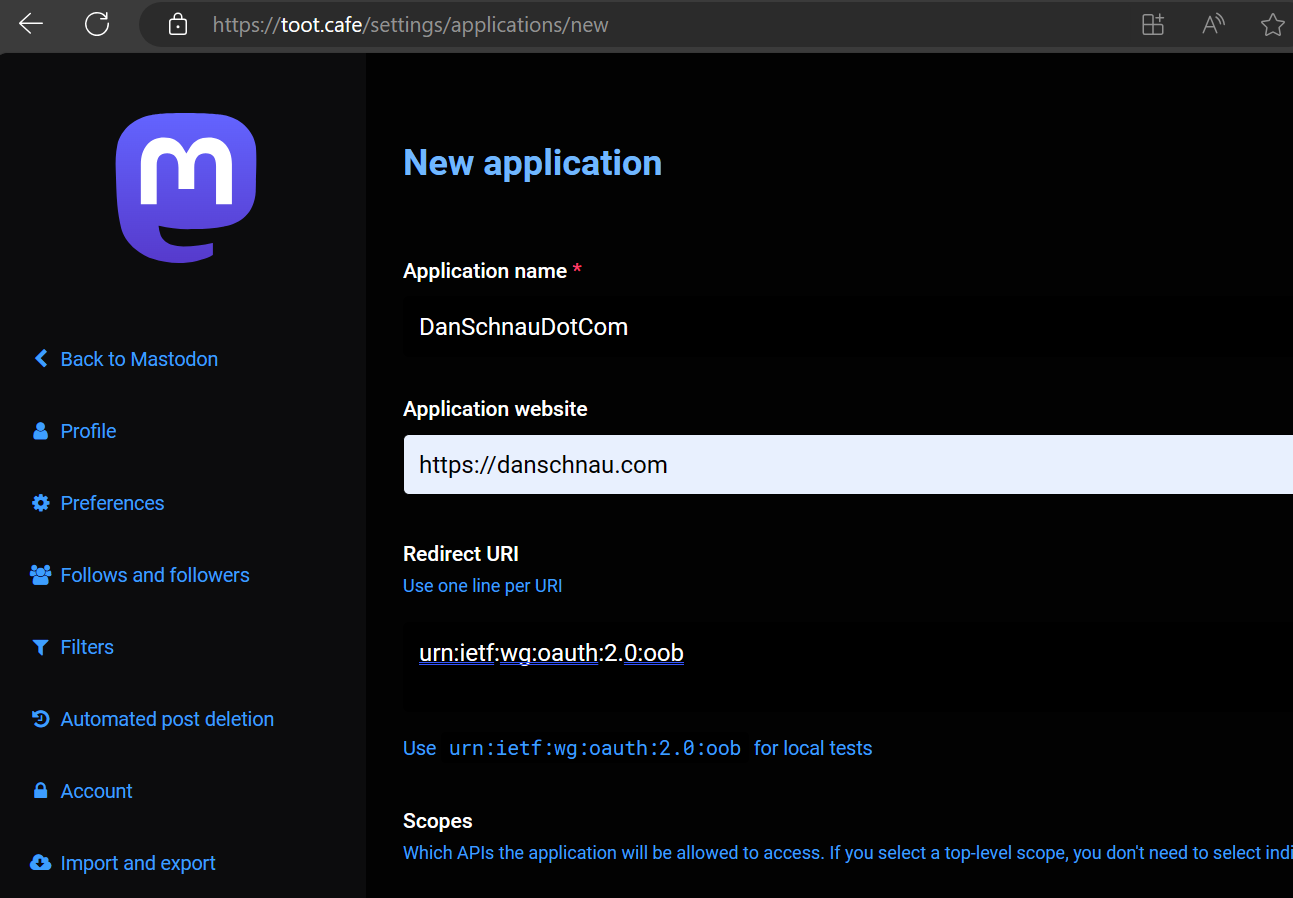 https://toot.cafe/settings/applications/new
New application
Application name *
DanSchnauDotCom
Application website
https://danschnau.com
Redirect URI
Use one line per URI
urn:ietf:wg:oauth:2.0:oob
Use urn:ietf:wg:oauth:2.0:oob for local tests
Scopes
Which APIs the application will be allowed to access. If you select a top-level scope, you don't need to select indi
Back to Mastodon
Profile
Preferences
Follows and followers
Filters
Automated post deletion
Account
Import and export